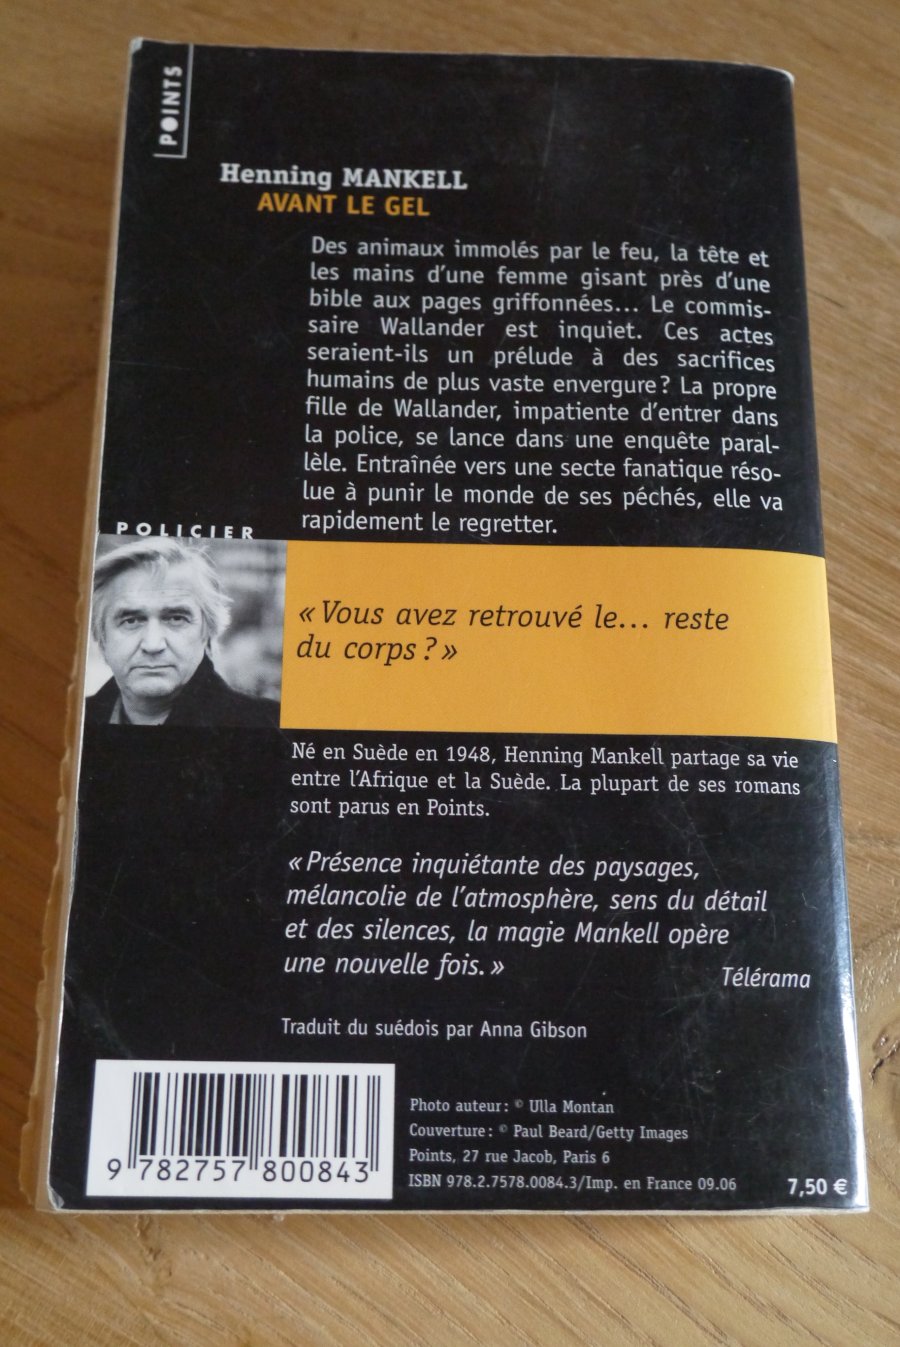 POINTS
Henning MANKELL
AVANT LE GEL
Des animaux immolés par le feu, la tête et
les mains d'une femme gisant près d'une
bible aux pages griffonnées... Le commis-
saire Wallander est inquiet. Ces actes
seraient-ils un prélude à des sacrifices
humains de plus vaste envergure ? La propre
fille de Wallander, impatiente d'entrer dans
la police, se lance dans une enquête paral-
lèle. Entraînée vers une secte fanatique réso-
lue à punir le monde de ses péchés, elle va
rapidement le regretter.
POLICIER
« Vous avez retrouvé le... reste
du corps ? »
Né en Suède en 1948, Henning Mankell partage sa vie
entre l'Afrique et la Suède. La plupart de ses romans
sont parus en Points.
« Présence inquiétante des paysages,
mélancolie de l'atmosphère, sens du détail
et des silences, la magie Mankell opère
une nouvelle fois. »
Télérama
Traduit du suédois par Anna Gibson
9 782757 800843
Photo auteur : © Ulla Montan
Couverture : © Paul Beard/Getty Images
Points, 27 rue Jacob, Paris 6
ISBN 978.2.7578.0084.3/Imp. en France 09.06
7,50 €